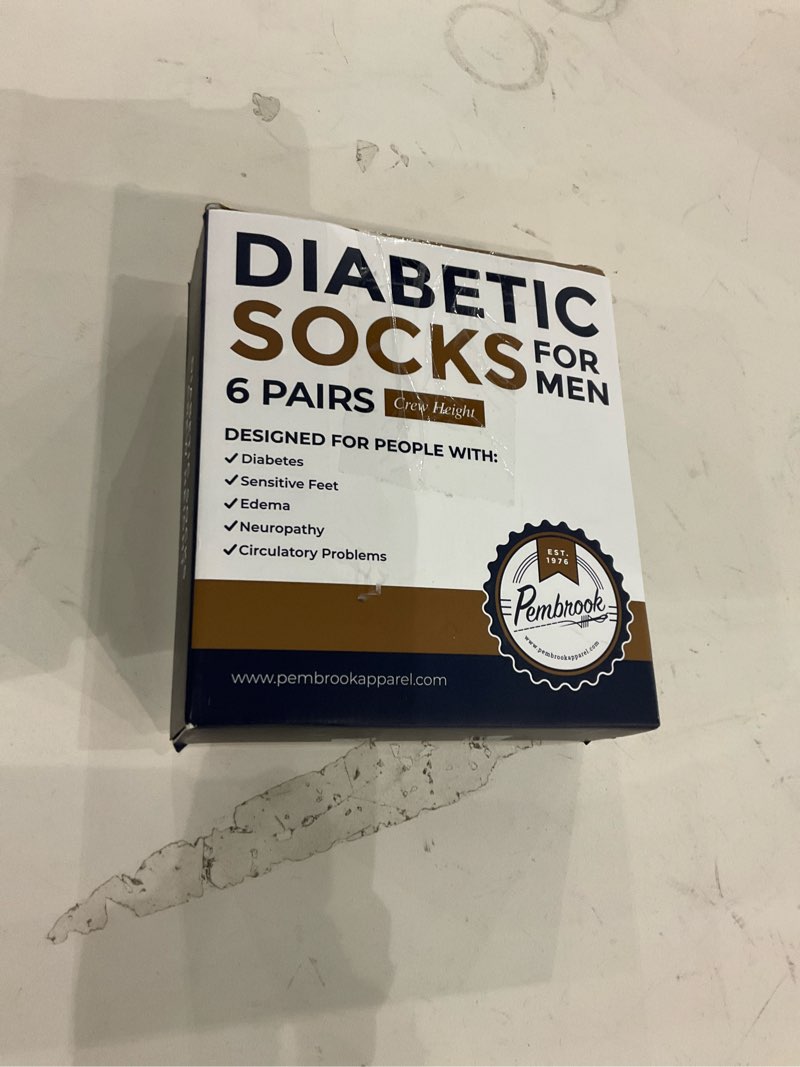 DIABETIC
SOCKS FOR
MEN
6 PAIRS Crew Height
DESIGNED FOR PEOPLE WITH:
✓ Diabetes
✓ Sensitive Feet
✓ Edema
✓ Neuropathy
✓ Circulatory Problems
EST.
1976
Pembrook
www.pembrookapparel.com
www.pembrookapparel.com